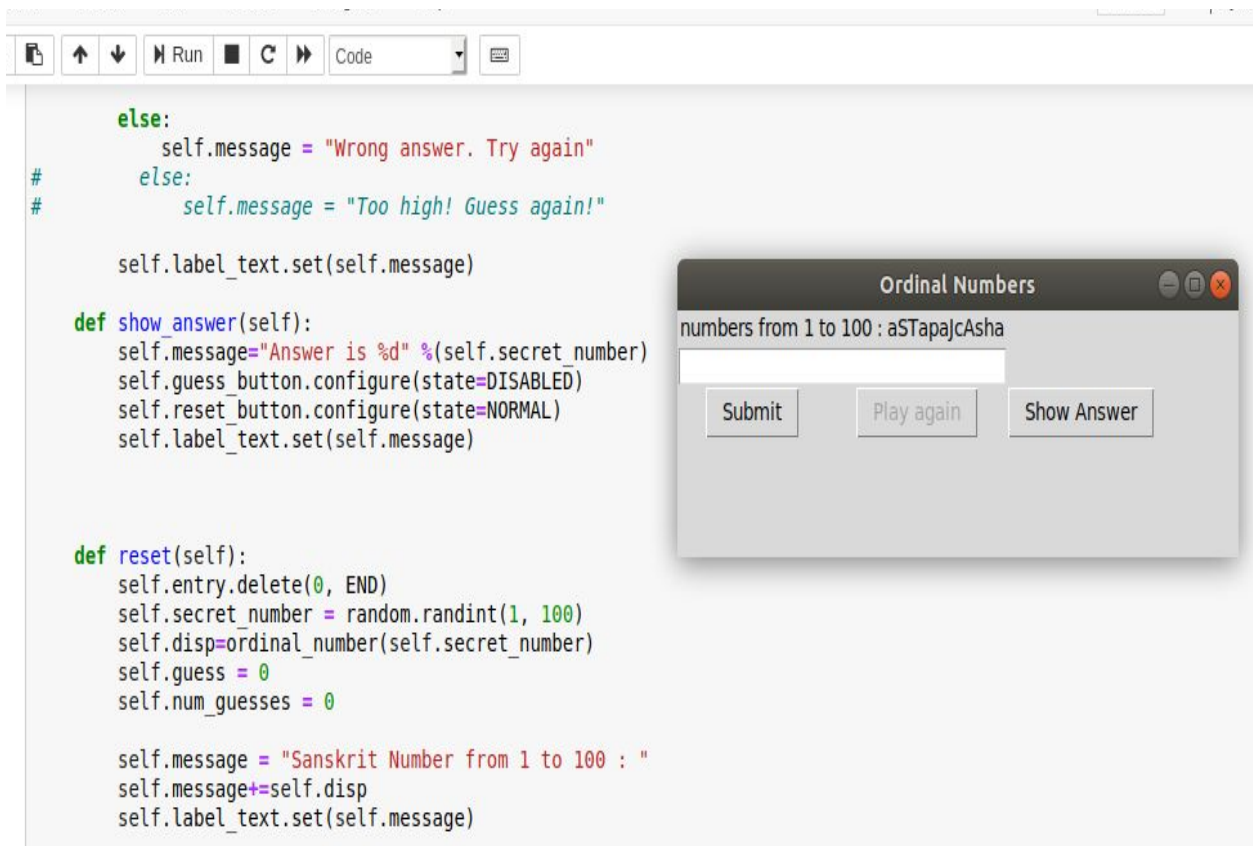 Run
Code
else:
self.message = "Wrong answer. Try again"
# else:
# self.message = "Too high! Guess again!"
self.label_text.set(self.message)
def show_answer(self):
self.message="Answer is %d" %(self.secret_number)
self.guess_button.configure(state=DISABLED)
self.reset_button.configure(state=NORMAL)
self.label_text.set(self.message)
def reset(self):
self.entry.delete(0, END)
self.secret_number = random.randint(1, 100)
self.disp=ordinal_number(self.secret_number)
self.guess = 0
self.num_guesses = 0
self.message = "Sanskrit Number from 1 to 100 : "
self.message+=self.disp
self.label_text.set(self.message)
Ordinal Numbers
numbers from 1 to 100 : aSTapaJcAsha
Submit
Play again
Show Answer